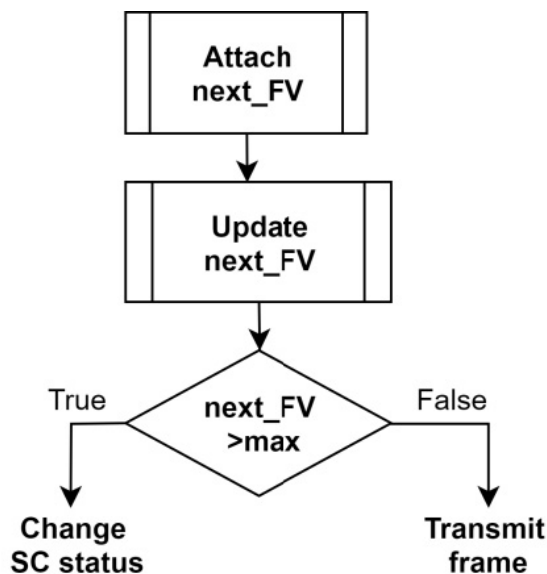 Attach
next_FV
Update
next_FV
True
False
next_FV
>max
Change
SC status
Transmit
frame